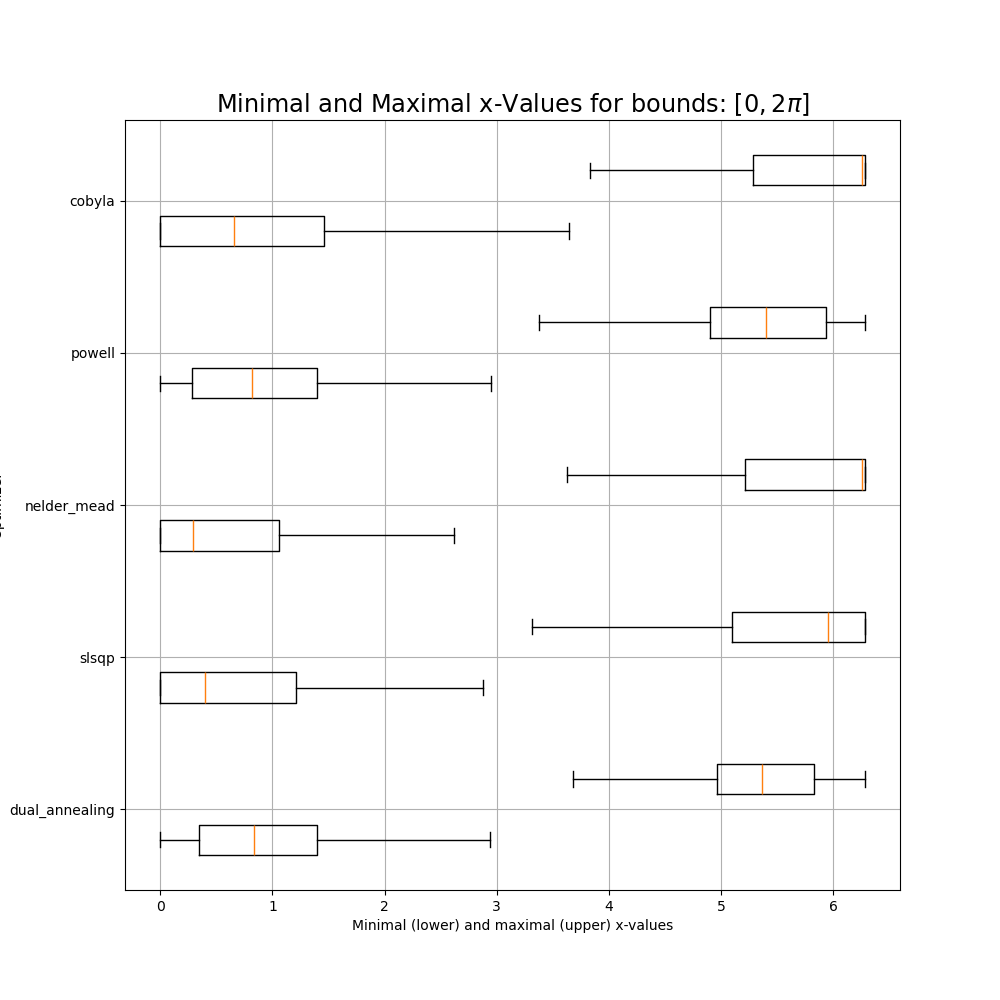 Minimal and Maximal x-Values for bounds: [0, 2π]
cobyla
powell
nelder_mead
slsqp
dual_annealing
0 1 2 3 4 5 6
Minimal (lower) and maximal (upper) x-values